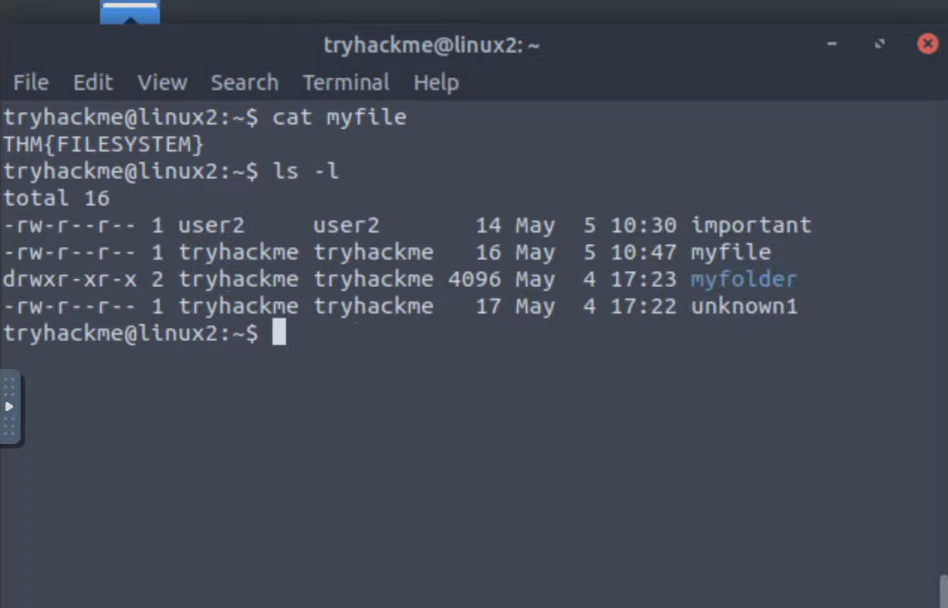 tryhackme@linux2: ~
File Edit View Search Terminal Help
tryhackme@linux2:~$ cat myfile
THM{FILESYSTEM}
tryhackme@linux2:~$ ls -l
total 16
-rw-r--r-- 1 user2     user2       14 May  5 10:30 important
-rw-r--r-- 1 tryhackme tryhackme   16 May  5 10:47 myfile
drwxr-xr-x 2 tryhackme tryhackme 4096 May  4 17:23 myfolder
-rw-r--r-- 1 tryhackme tryhackme   17 May  4 17:22 unknown1
tryhackme@linux2:~$